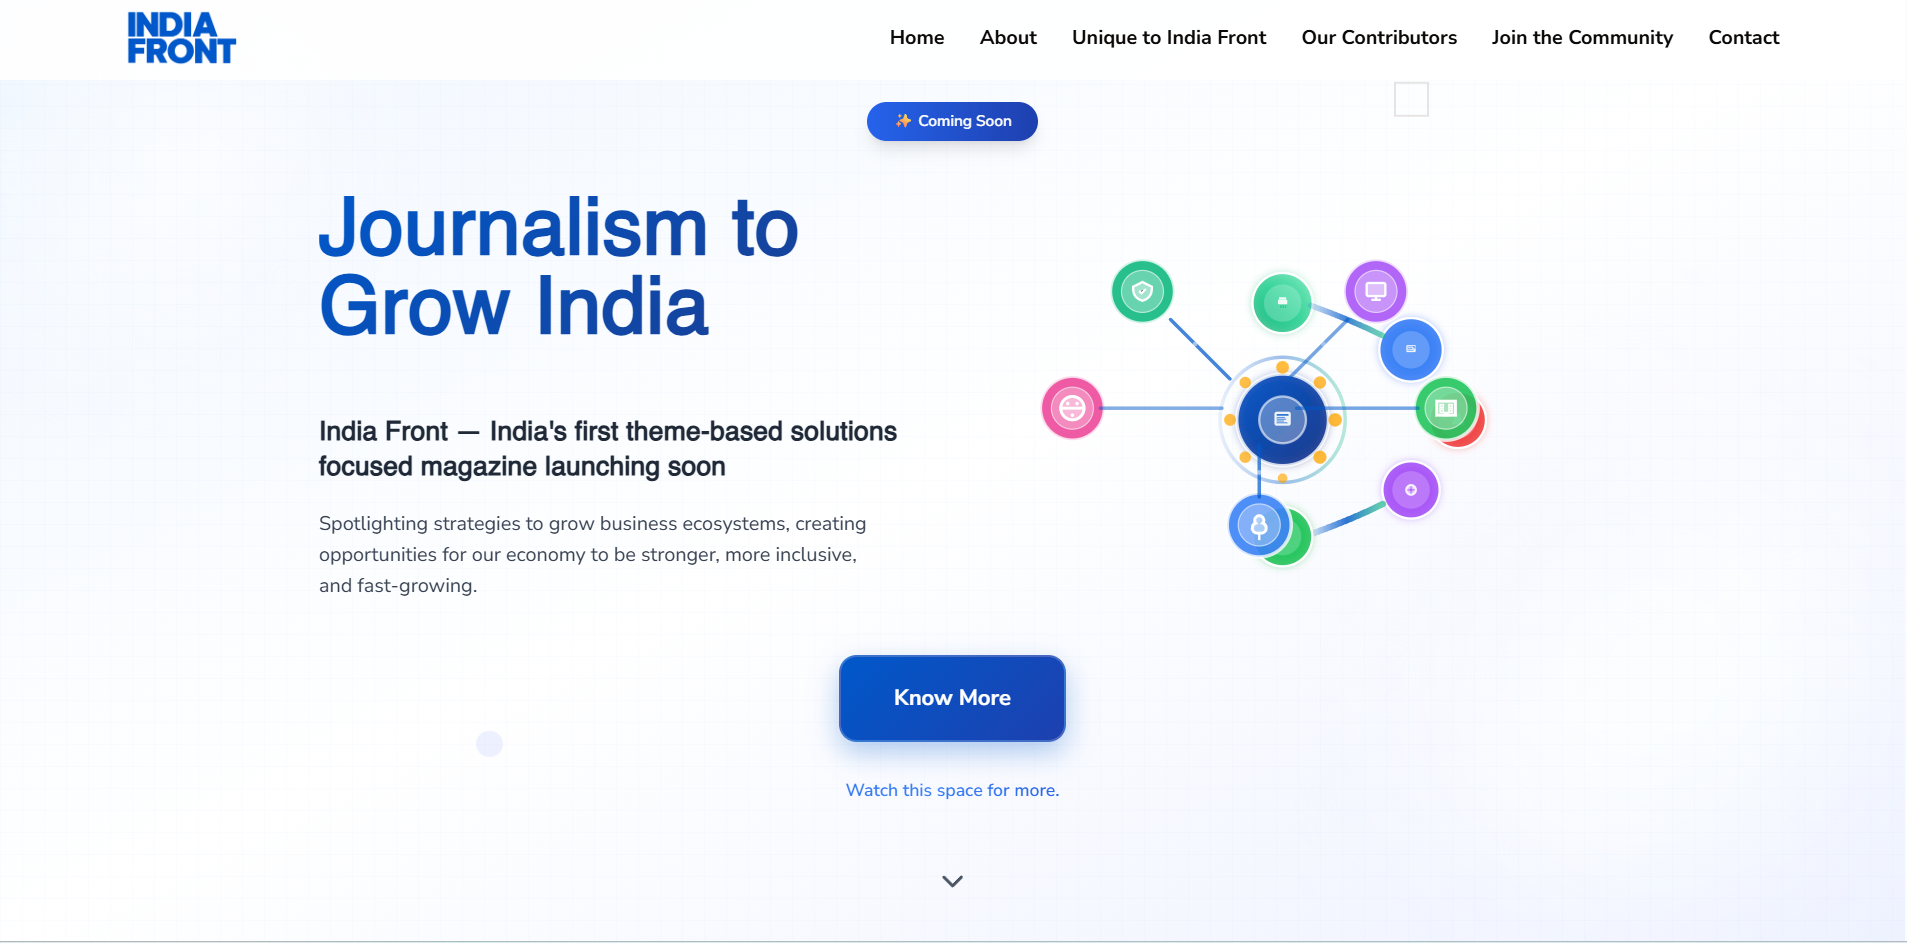 INDIA
FRONT
Home About Unique to India Front Our Contributors Join the Community Contact
✨ Coming Soon
Journalism to
Grow India
India Front — India's first theme-based solutions
focused magazine launching soon
Spotlighting strategies to grow business ecosystems, creating
opportunities for our economy to be stronger, more inclusive,
and fast-growing.
Know More
Watch this space for more.